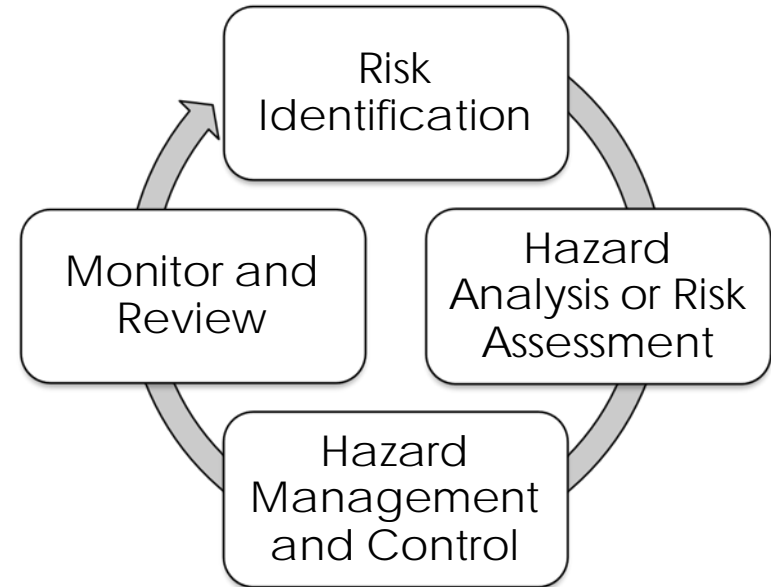 Risk
Identification
Hazard
Analysis or Risk
Assessment
Hazard
Management
and Control
Monitor and
Review